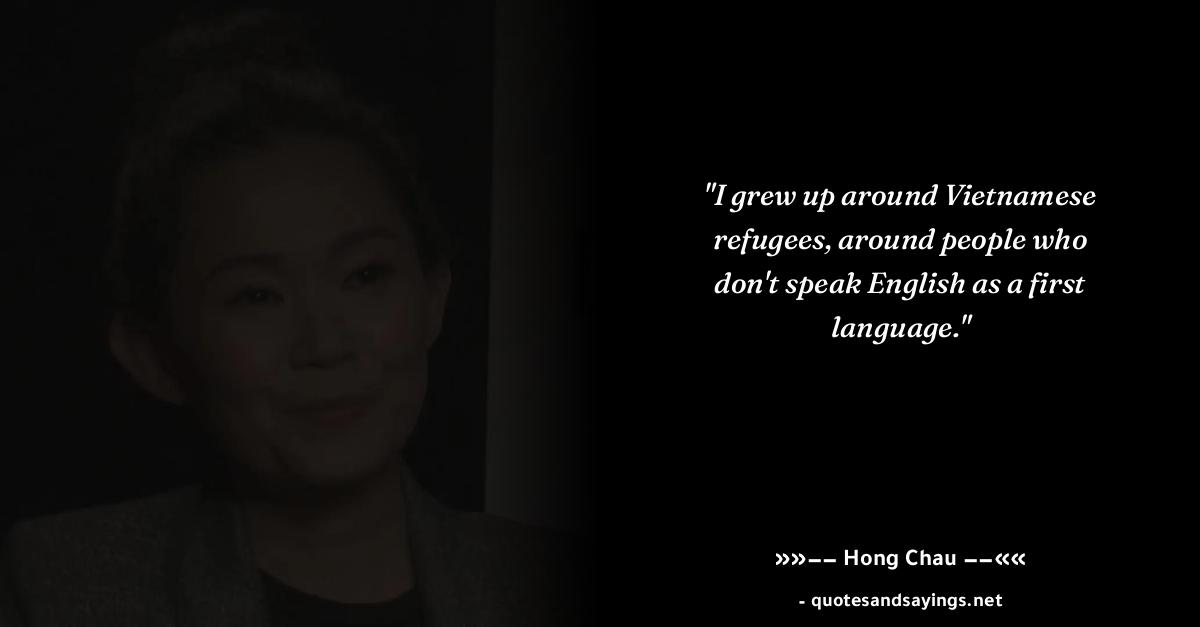 "I grew up around Vietnamese
refugees, around people who
don't speak English as a first
language."
»»–– Hong Chau ––««
- quotesandsayings.net